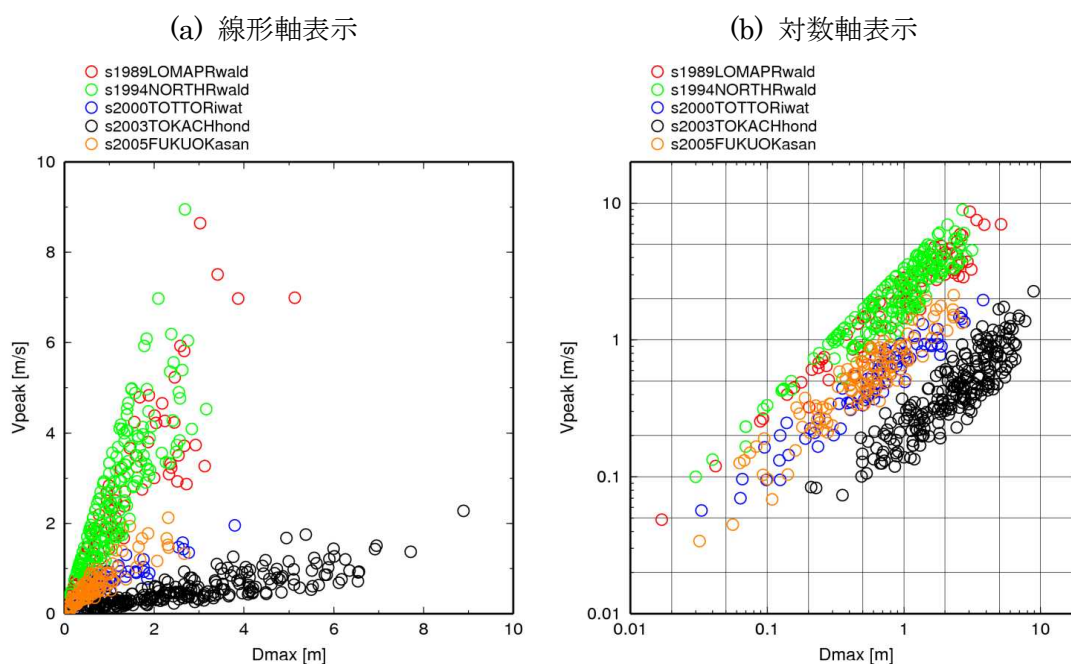 (a) 線形軸表示
s1989LOMAPRwald
s1994NORTHRwald
s2000TOTTORiwat
s2003TOKACHhond
s2005FUKUOKasan
10
8
6
4
2
0
0 2 4 6 8 10
Vpeak [m/s]
Dmax [m]
(b) 対数軸表示
s1989LOMAPRwald
s1994NORTHRwald
s2000TOTTORiwat
s2003TOKACHhond
s2005FUKUOKasan
10
1
0.1
0.01
0.01 0.1 1 10
Vpeak [m/s]
Dmax [m]